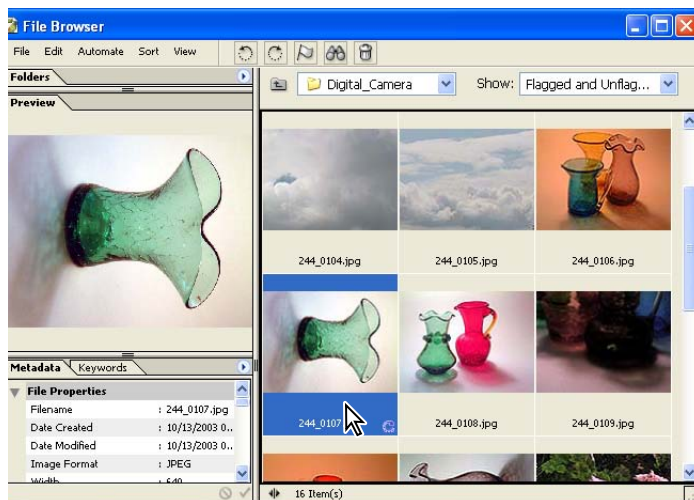 File Browser
File Edit Automate Sort View
Folders
Digital_Camera Show: Flagged and Unflag...
Preview
244_0104.jpg 244_0105.jpg 244_0106.jpg
Metadata Keywords
File Properties
Filename : 244_0107.jpg
Date Created : 10/13/2003 0..
Date Modified : 10/13/2003 0..
Image Format : JPEG
Width : 640
244_0107 244_0108.jpg 244_0109.jpg
16 Item(s)